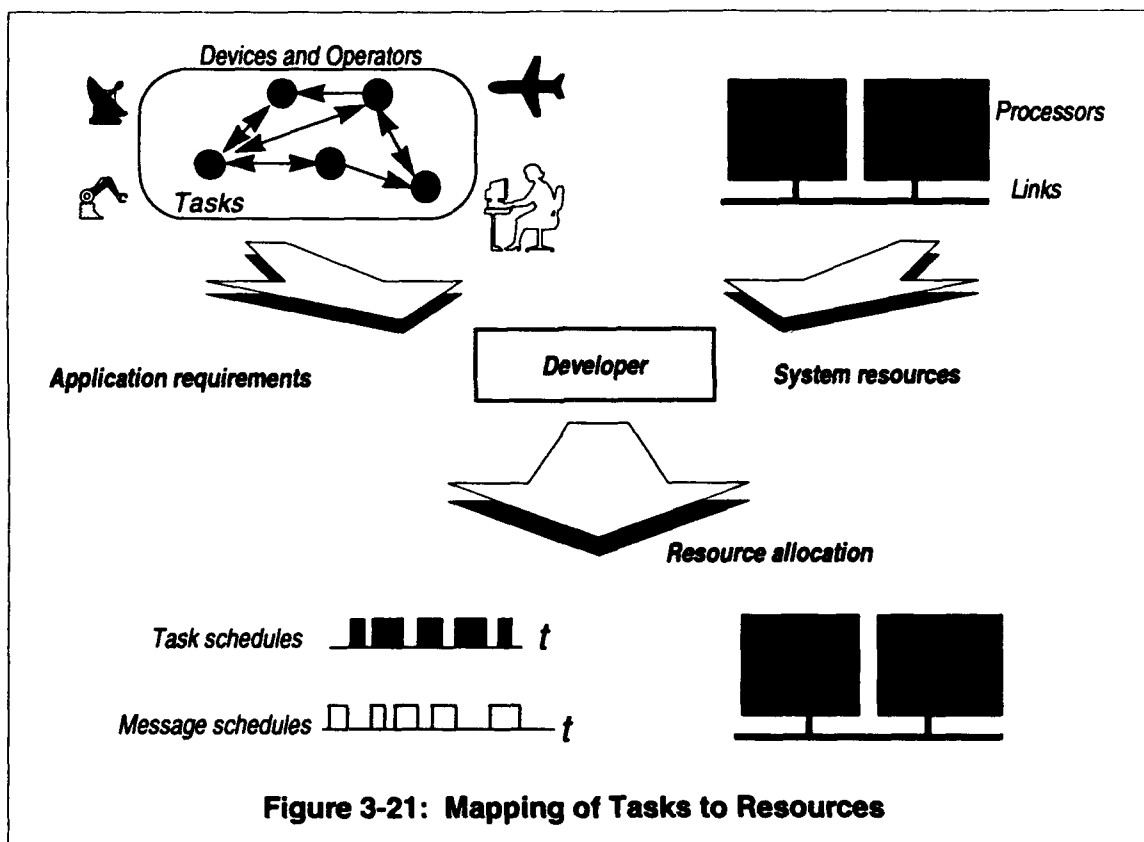 Devices and Operators
Tasks
Processors
Links
Application requirements
Developer
System resources
Resource allocation
Task schedules
t
Message schedules
t
Figure 3-21: Mapping of Tasks to Resources